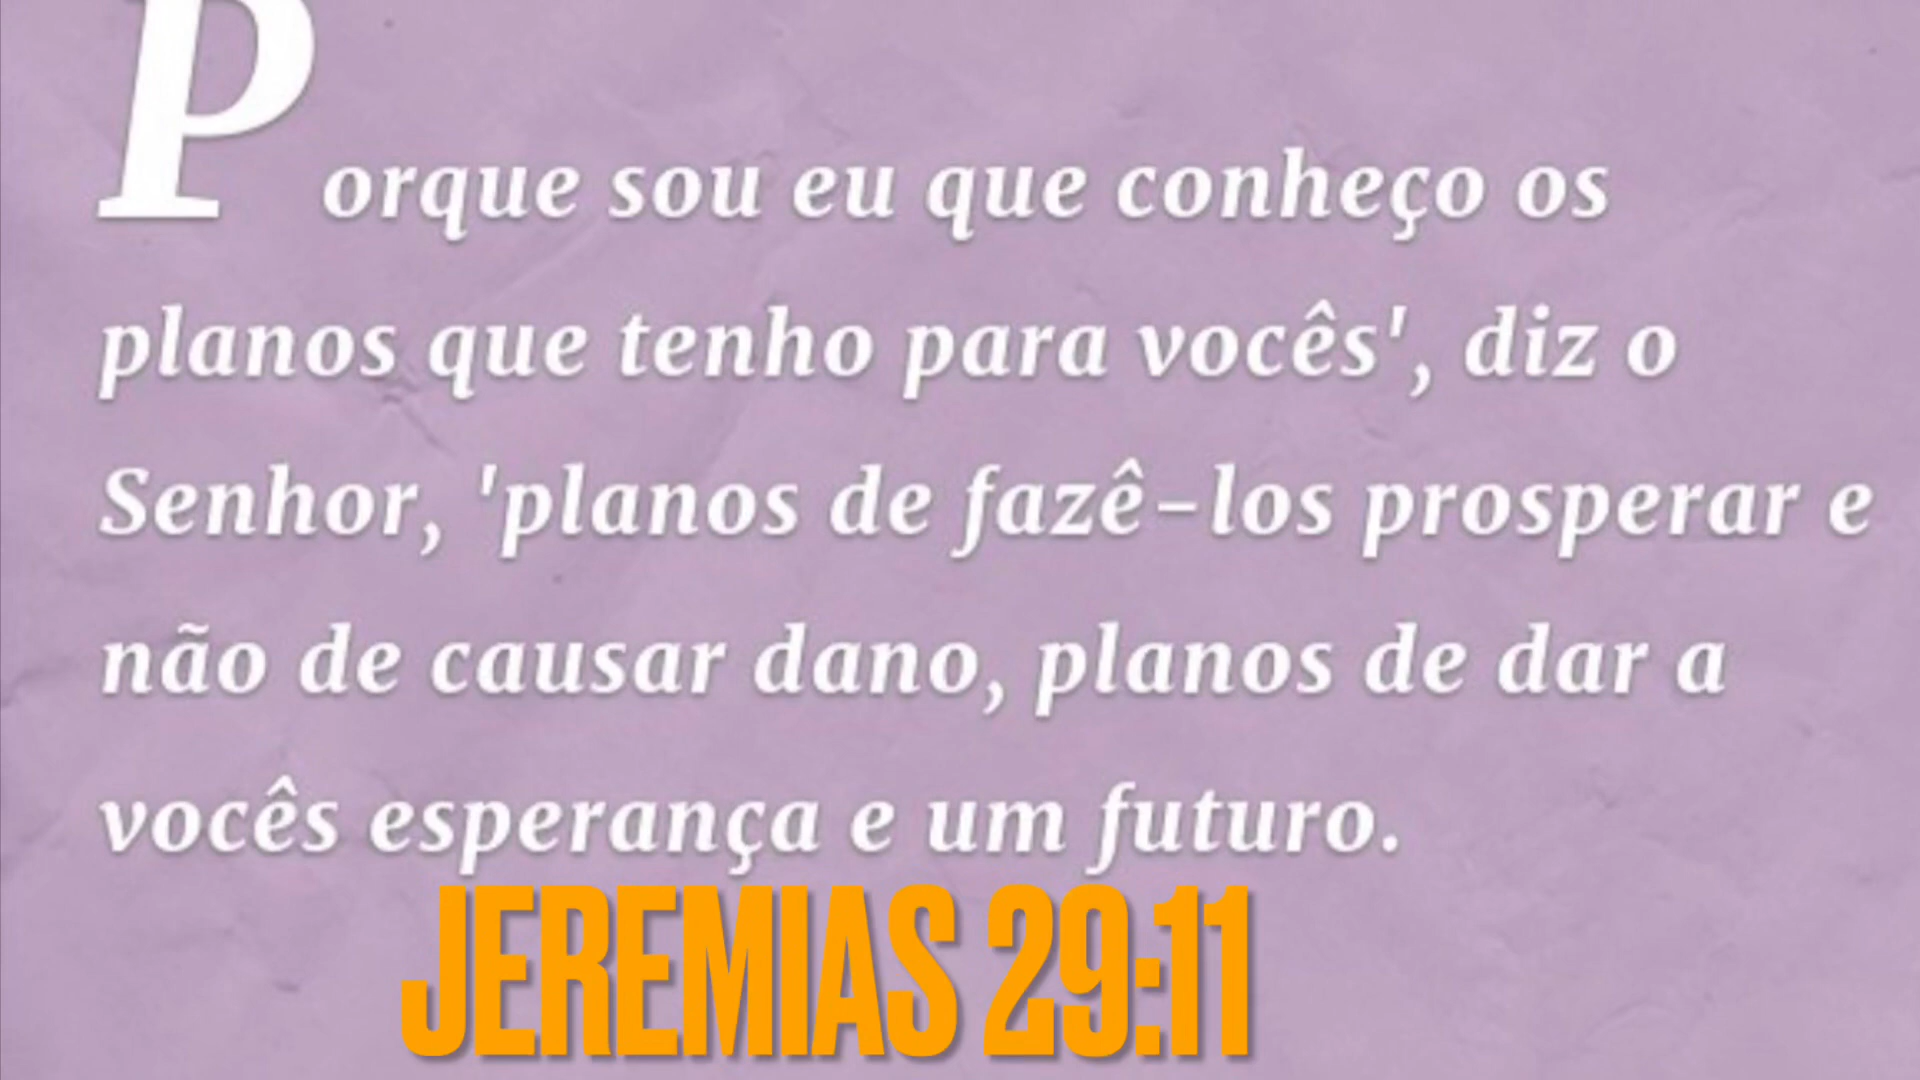 Porque sou eu que conheço os
planos que tenho para vocês', diz o
Senhor, 'planos de fazê-los prosperar e
não de causar dano, planos de dar a
vocês esperança e um futuro.
JEREMIAS 29:11